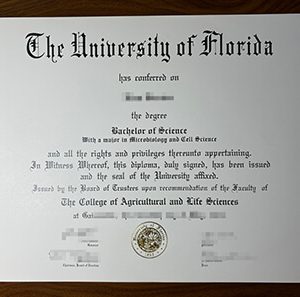 The University of Florida
has conferred on
the degree
Bachelor of Science
With a major in Microbiology and Cell Science
and all the rights and privileges thereunto appertaining.
In Witness Whereof, this diploma, duly signed, has been issued
and the seal of the University affixed.
Issued by the Board of Trustees upon recommendation of the Faculty of
The College of Agricultural and Life Sciences
at